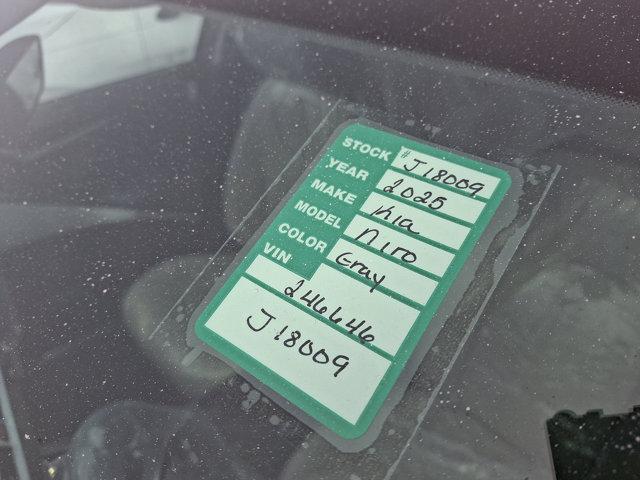 STOCK # J18009
YEAR 2025
MAKE Kia
MODEL Niro
COLOR Gray
VIN 246646
J18009